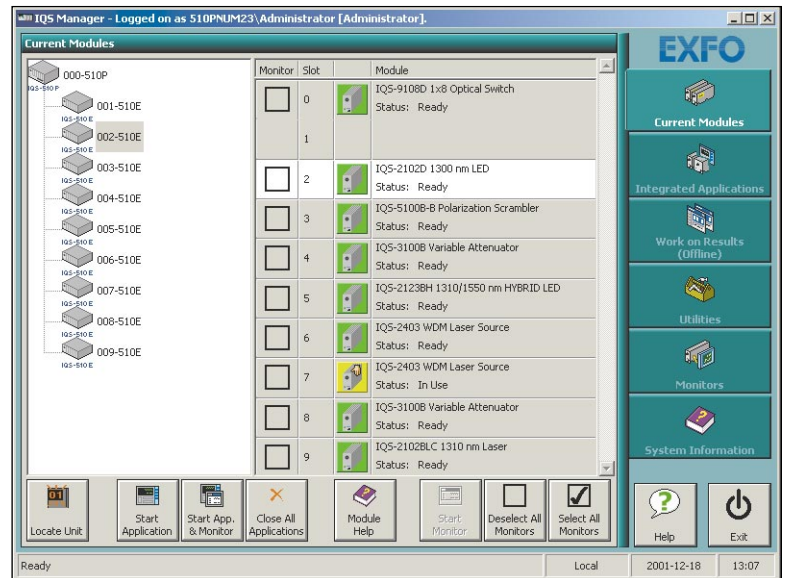 IQS Manager - Logged on as 510PNUM23\Administrator [Administrator].
Current Modules
000-510P
IQS-510P
001-510E
IQS-510E
002-510E
IQS-510E
003-510E
IQS-510E
004-510E
IQS-510E
005-510E
IQS-510E
006-510E
IQS-510E
007-510E
IQS-510E
008-510E
IQS-510E
009-510E
IQS-510E
Monitor Slot Module
0 IQS-9108D 1x8 Optical Switch
Status: Ready
1
2 IQS-2102D 1300 nm LED
Status: Ready
3 IQS-5100B-B Polarization Scrambler
Status: Ready
4 IQS-3100B Variable Attenuator
Status: Ready
5 IQS-2123BH 1310/1550 nm HYBRID LED
Status: Ready
6 IQS-2403 WDM Laser Source
Status: Ready
7 IQS-2403 WDM Laser Source
Status: In Use
8 IQS-3100B Variable Attenuator
Status: Ready
9 IQS-2102BLC 1310 nm Laser
Status: Ready
EXFO
Current Modules
Integrated Applications
Work on Results
(Offline)
Utilities
Monitors
System Information
Locate Unit
Start
Application
Start App.
& Monitor
Close All
Applications
Module
Help
Start
Monitor
Deselect All
Monitors
Select All
Monitors
Help
Exit
Ready
Local
2001-12-18
13:07